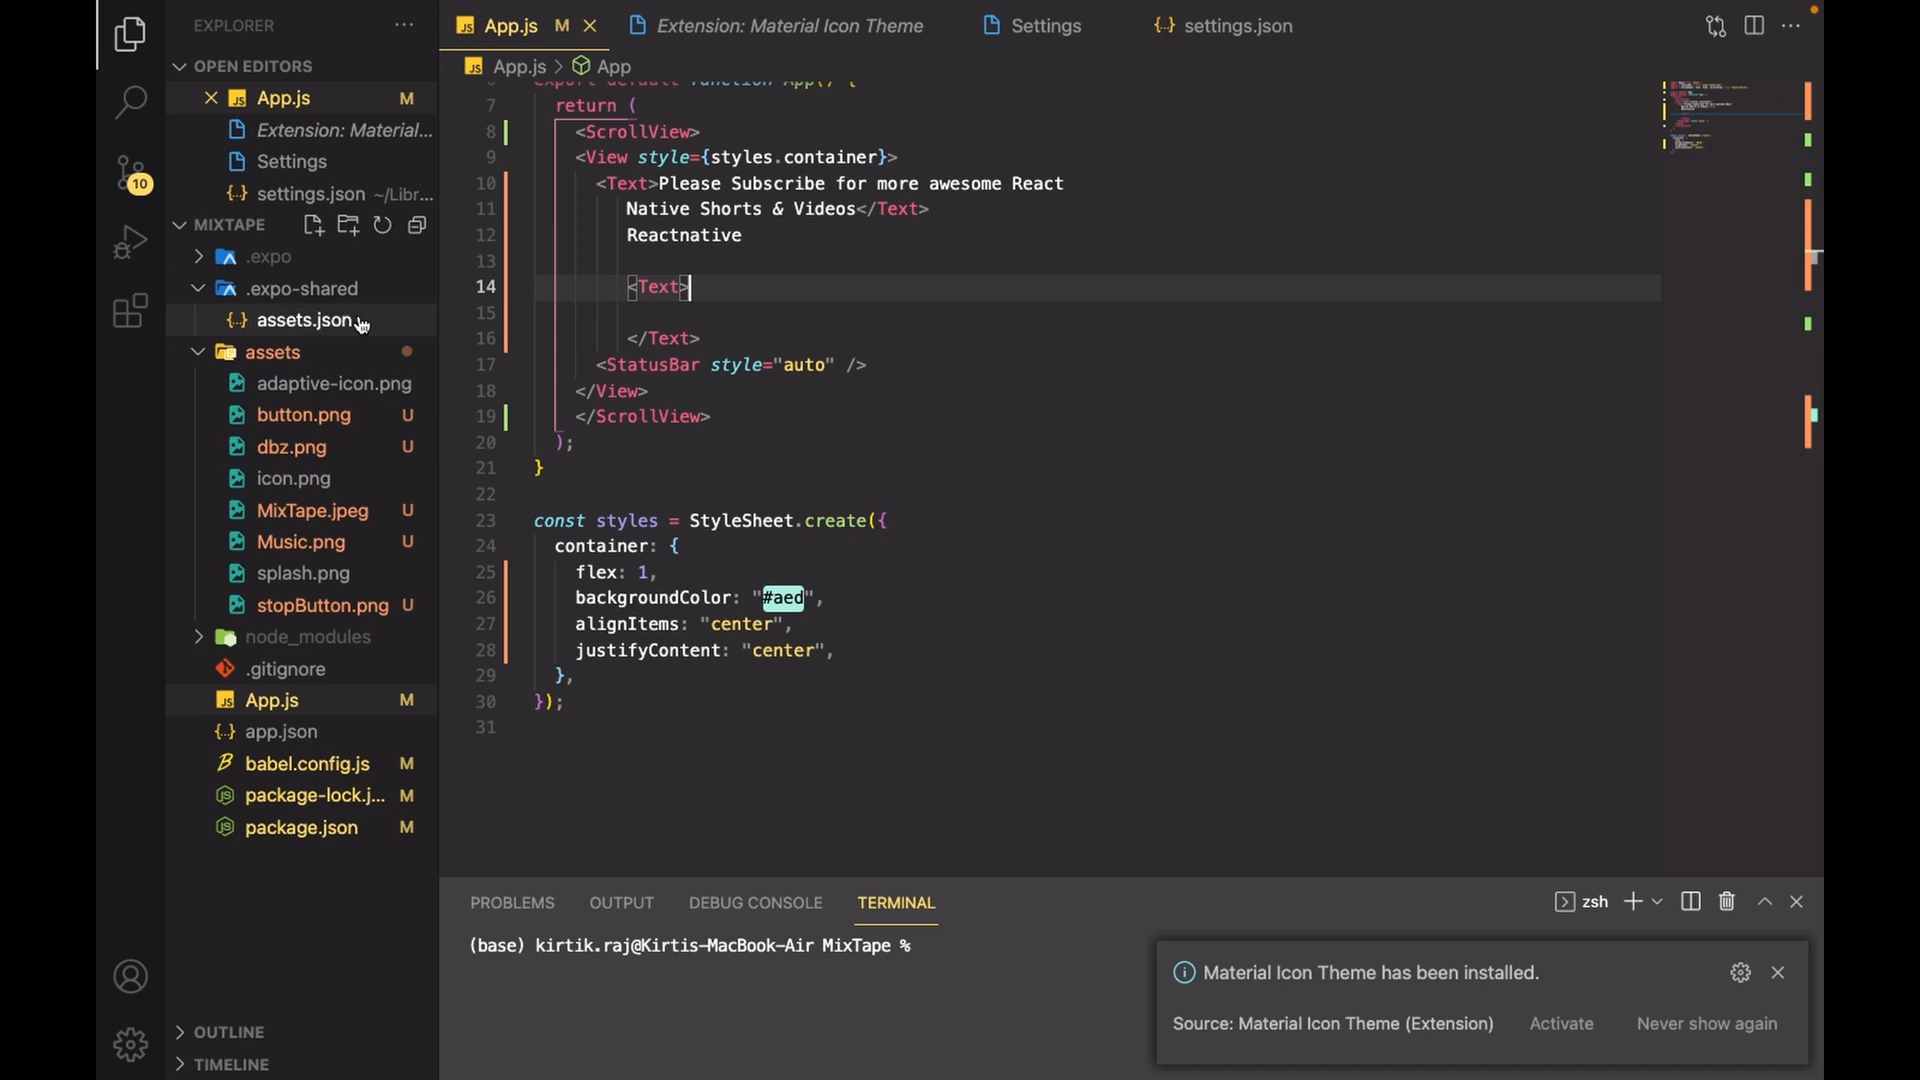 EXPLORER
OPEN EDITORS
App.js M
Extension: Material...
Settings
settings.json ~/Libr...
MIXTAPE
.expo
.expo-shared
assets.json
assets
adaptive-icon.png
button.png U
dbz.png U
icon.png
MixTape.jpeg U
Music.png U
splash.png
stopButton.png U
node_modules
.gitignore
App.js M
app.json
babel.config.js M
package-lock.j... M
package.json M
OUTLINE
TIMELINE
10
App.js M
Extension: Material Icon Theme
Settings
settings.json
App.js > App
export default function App() {
7 return (
8 <ScrollView>
9 <View style={styles.container}>
10 <Text>Please Subscribe for more awesome React
11 Native Shorts & Videos</Text>
12 Reactnative
13
14 <Text>
15
16 </Text>
17 <StatusBar style="auto" />
18 </View>
19 </ScrollView>
20 );
21 }
22
23 const styles = StyleSheet.create({
24 container: {
25 flex: 1,
26 backgroundColor: "#aed",
27 alignItems: "center",
28 justifyContent: "center",
29 },
30 });
31
PROBLEMS OUTPUT DEBUG CONSOLE TERMINAL
zsh
(base) kirtik.raj@Kirtis-MacBook-Air MixTape %
Material Icon Theme has been installed.
Source: Material Icon Theme (Extension) Activate Never show again